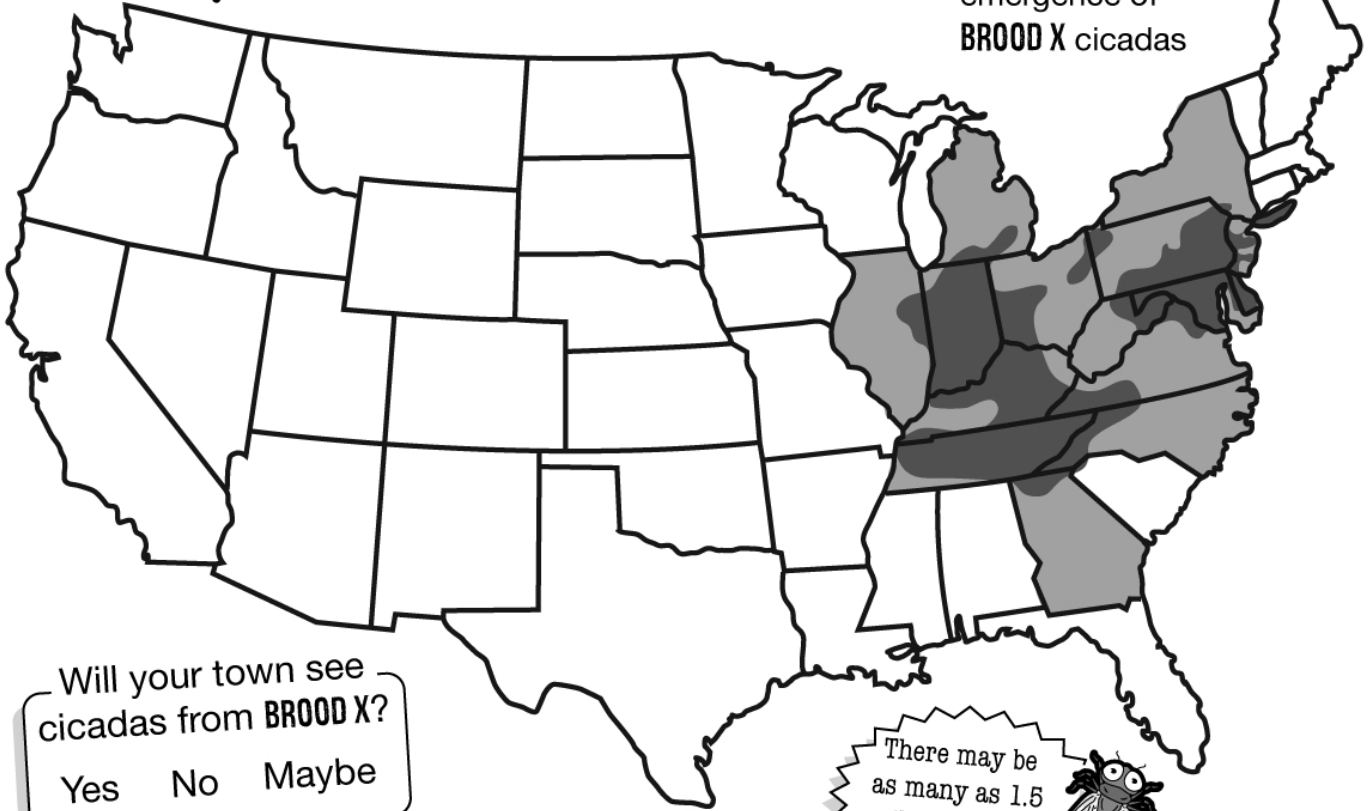 emergence of
BROOD X cicadas
Will your town see
cicadas from BROOD X?
Yes No Maybe
There may be
as many as 1.5